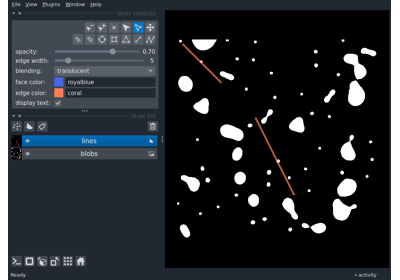 File View Plugins Window Help
layer controls
opacity: 0.70
edge width: 5
blending: translucent
face color: royalblue
edge color: coral
display text:
layer list
lines
blobs
Ready activity